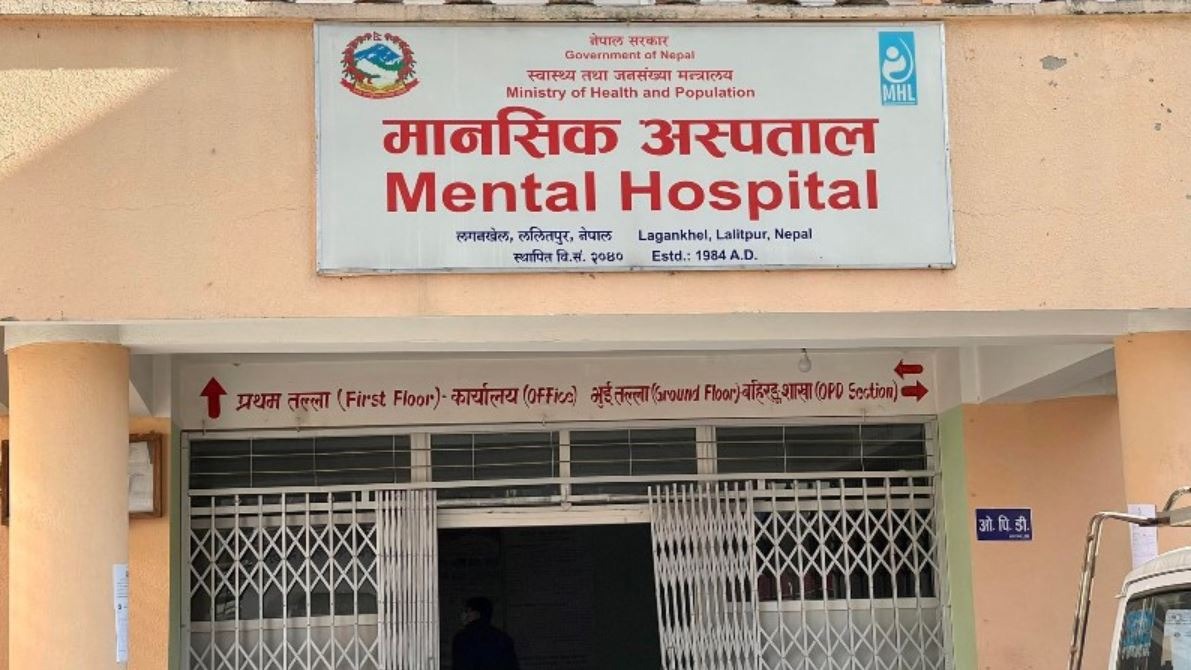 नेपाल सरकार
Government of Nepal
स्वास्थ्य तथा जनसंख्या मन्त्रालय
Ministry of Health and Population
MHL
मानसिक अस्पताल
Mental Hospital
लगनखेल, ललितपुर, नेपाल Lagankhel, Lalitpur, Nepal
स्थापित वि.सं. २०४० Estd.: 1984 A.D.
प्रथम तल्ला (First Floor)- कार्यालय (Office) भुई तल्ला (Ground Floor)-बहिरङ्ग शाखा (OPD Section)
ओ. पि. डी.